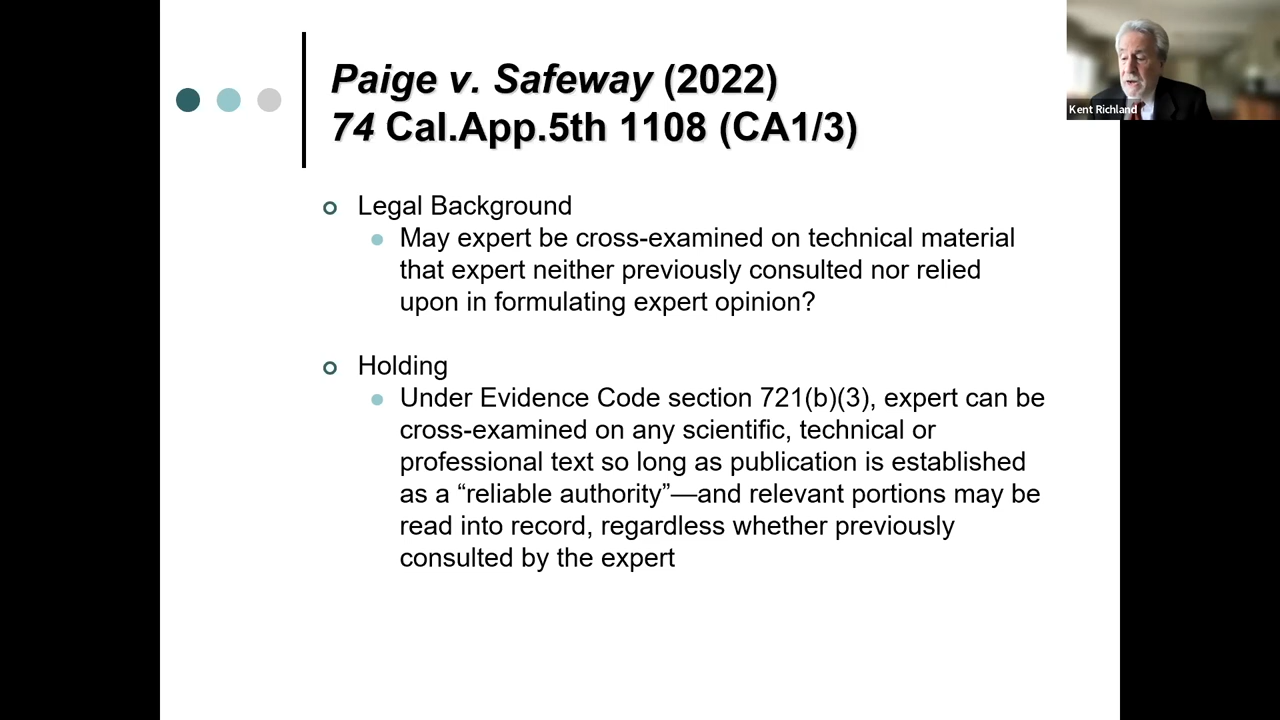 Paige v. Safeway (2022)
74 Cal.App.5th 1108 (CA1/3)
Kent Richland
Legal Background
May expert be cross-examined on technical material
that expert neither previously consulted nor relied
upon in formulating expert opinion?
Holding
Under Evidence Code section 721(b)(3), expert can be
cross-examined on any scientific, technical or
professional text so long as publication is established
as a “reliable authority”—and relevant portions may be
read into record, regardless whether previously
consulted by the expert